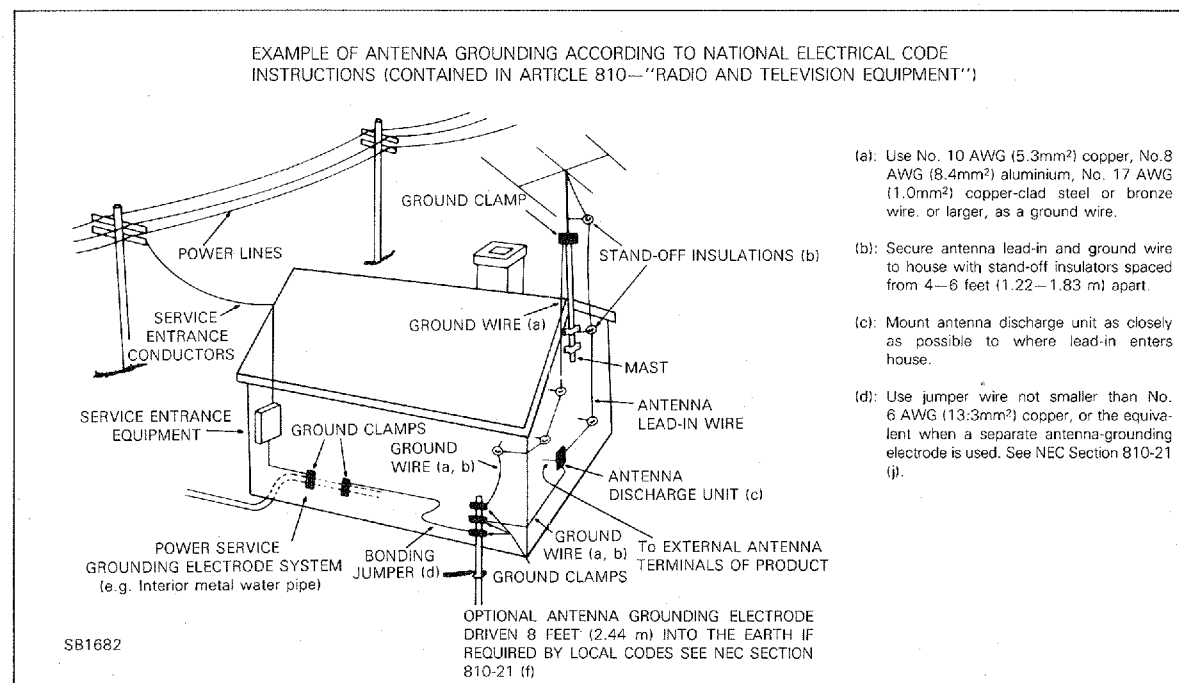 EXAMPLE OF ANTENNA GROUNDING ACCORDING TO NATIONAL ELECTRICAL CODE
INSTRUCTIONS (CONTAINED IN ARTICLE 810—"RADIO AND TELEVISION EQUIPMENT")
GROUND CLAMP
POWER LINES
STAND-OFF INSULATIONS (b)
SERVICE
ENTRANCE
CONDUCTORS
GROUND WIRE (a)
MAST
SERVICE ENTRANCE
EQUIPMENT
GROUND CLAMPS
ANTENNA
LEAD-IN WIRE
GROUND
WIRE (a, b)
ANTENNA
DISCHARGE UNIT (c)
POWER SERVICE
GROUNDING ELECTRODE SYSTEM
(e.g. Interior metal water pipe)
BONDING
JUMPER (d)
GROUND
WIRE (a, b)
To EXTERNAL ANTENNA
TERMINALS OF PRODUCT
GROUND CLAMPS
OPTIONAL ANTENNA GROUNDING ELECTRODE
DRIVEN 8 FEET (2.44 m) INTO THE EARTH IF
REQUIRED BY LOCAL CODES SEE NEC SECTION
810-21 (f)
SB1682
(a): Use No. 10 AWG (5.3mm²) copper, No.8
AWG (8.4mm²) aluminium, No. 17 AWG
(1.0mm²) copper-clad steel or bronze
wire. or larger, as a ground wire.
(b): Secure antenna lead-in and ground wire
to house with stand-off insulators spaced
from 4—6 feet (1.22—1.83 m) apart.
(c): Mount antenna discharge unit as closely
as possible to where lead-in enters
house.
(d): Use jumper wire not smaller than No.
6 AWG (13:3mm²) copper, or the equiva-
lent when a separate antenna-grounding
electrode is used. See NEC Section 810-21
(j).